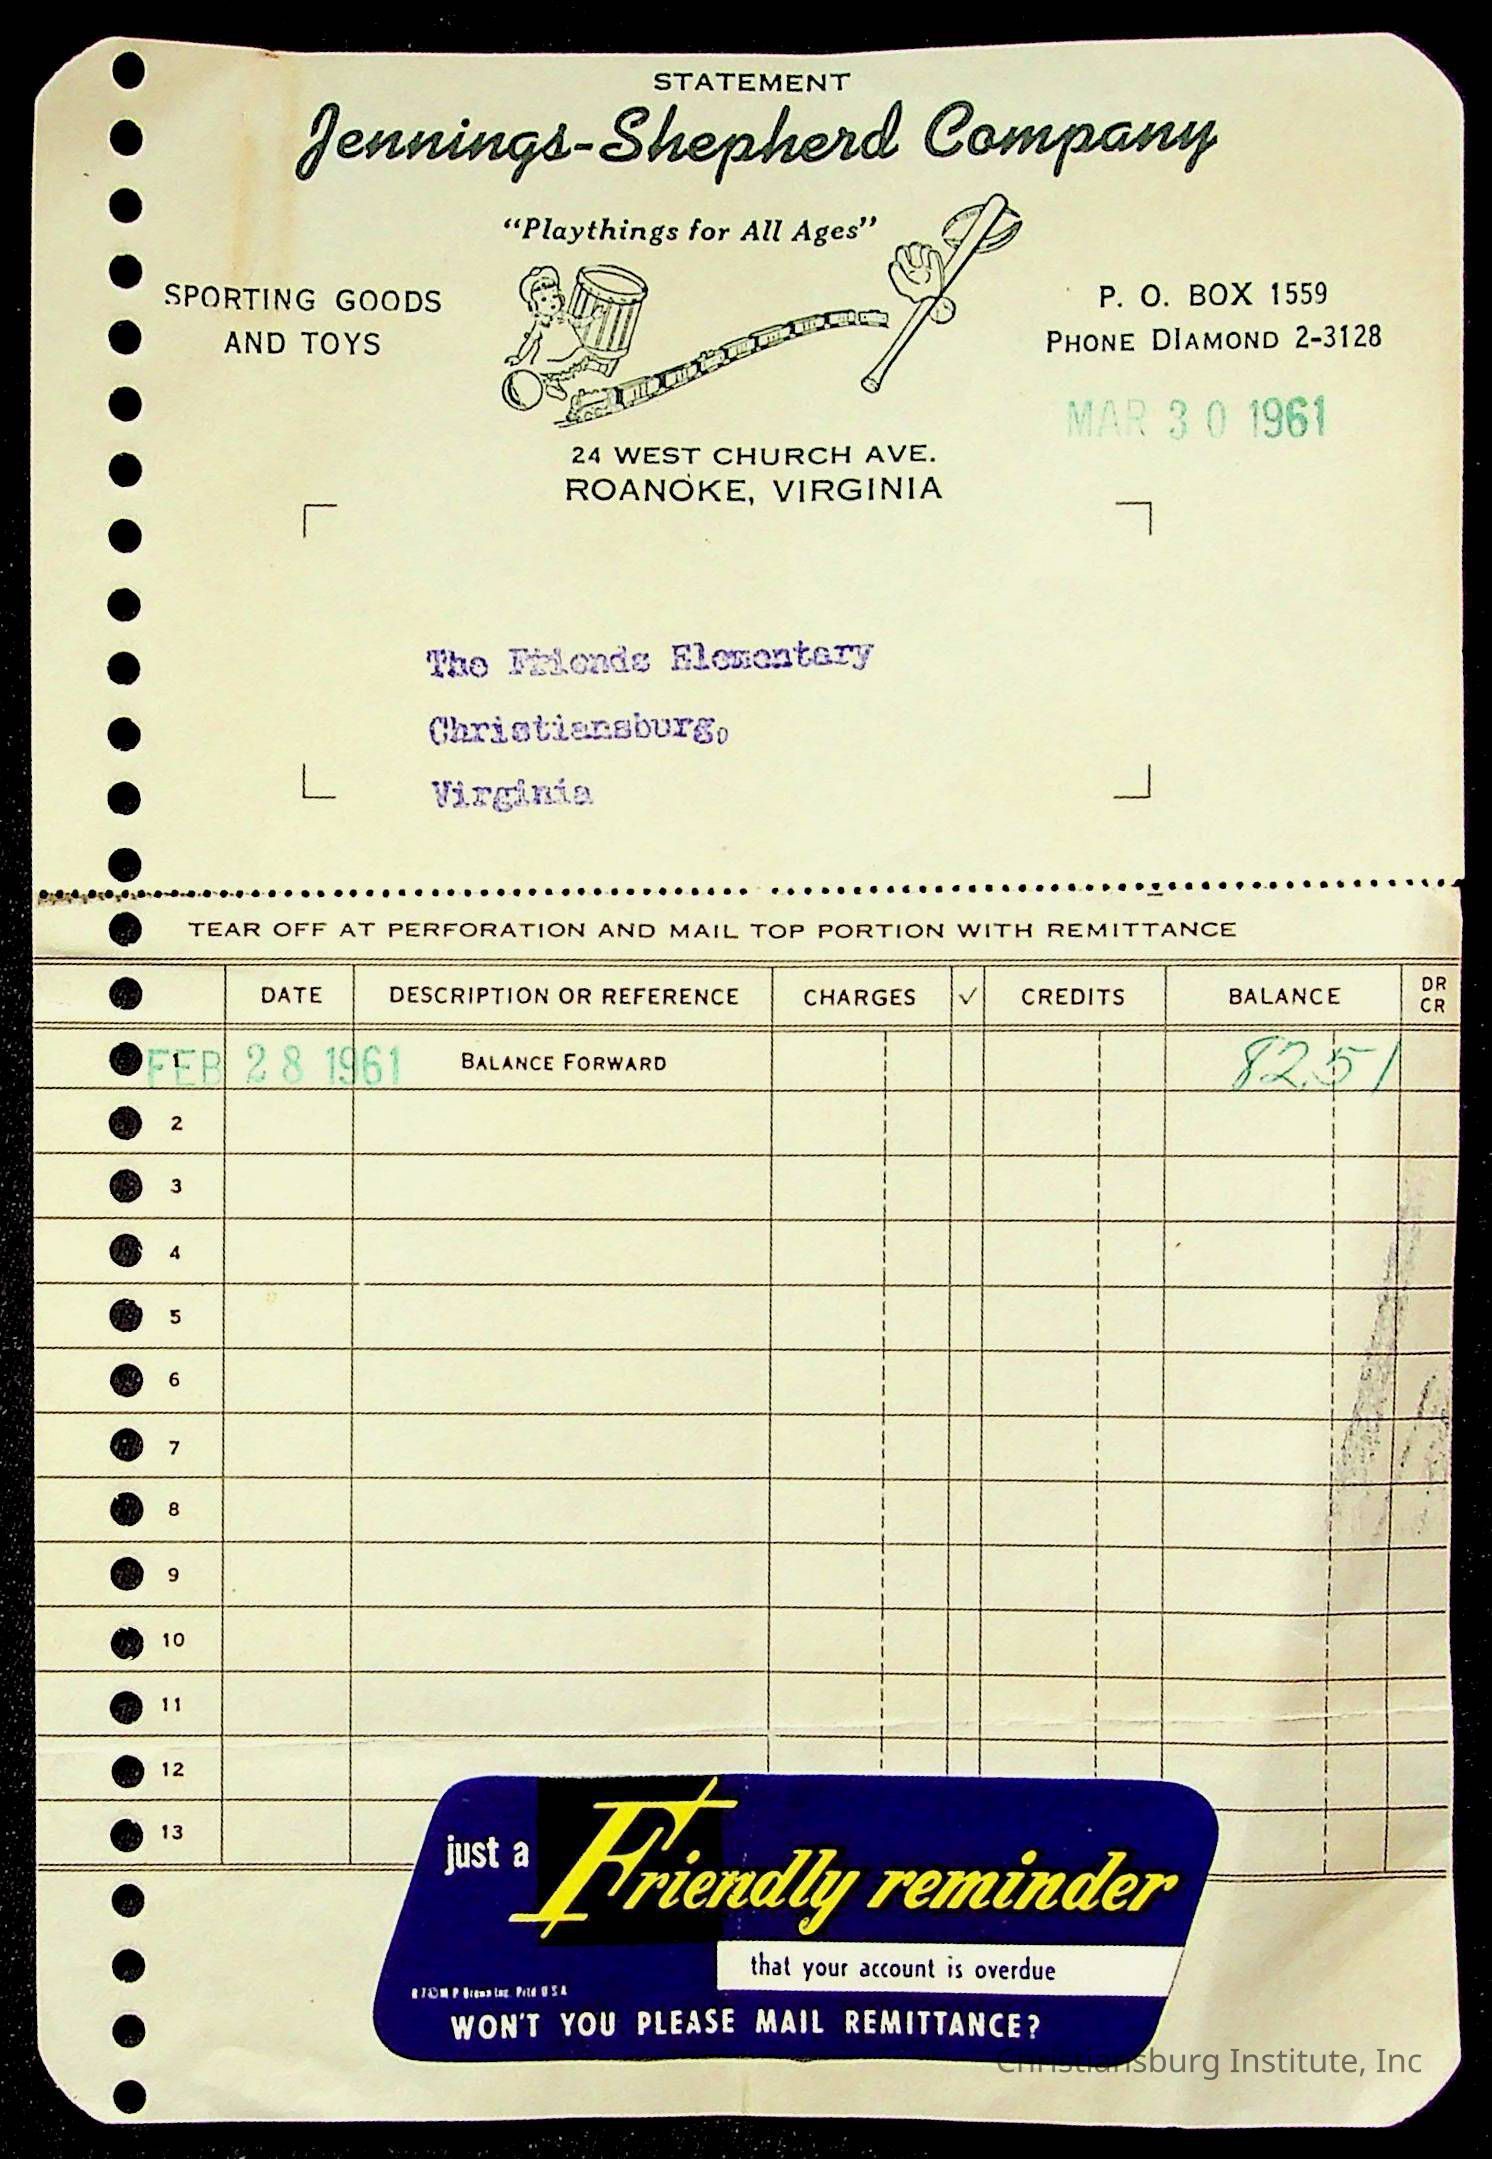 STATEMENT
Jennings-Shepherd Company
"Playthings for All Ages"
SPORTING GOODS
AND TOYS
P. O. BOX 1559
PHONE DIAMOND 2-3128
MAR 30 1961
24 WEST CHURCH AVE.
ROANOKE, VIRGINIA
The Friends Elementary
Christiansburg,
Virginia
TEAR OFF AT PERFORATION AND MAIL TOP PORTION WITH REMITTANCE
DATE DESCRIPTION OR REFERENCE CHARGES ✓ CREDITS BALANCE DR CR
1 FEB 28 1961 BALANCE FORWARD 82.51
2
3
4
5
6
7
8
9
10
11
12
13
just a Friendly reminder
that your account is overdue
Prtd USA
WON'T YOU PLEASE MAIL REMITTANCE?
Christiansburg Institute, Inc